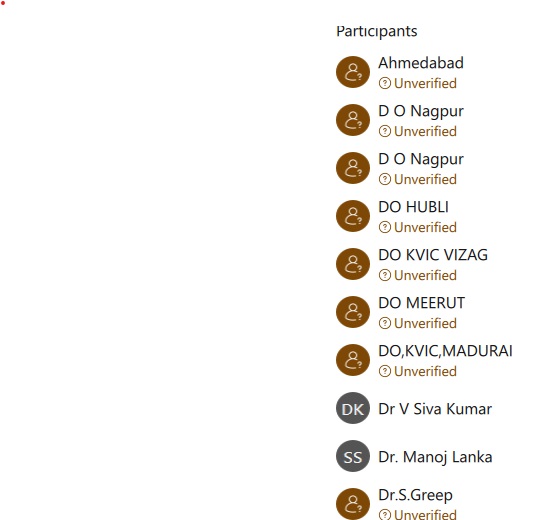 Participants
Ahmedabad
Unverified
D O Nagpur
Unverified
D O Nagpur
Unverified
DO HUBLI
Unverified
DO KVIC VIZAG
Unverified
DO MEERUT
Unverified
DO,KVIC,MADURAI
Unverified
DK Dr V Siva Kumar
SS Dr. Manoj Lanka
Dr.S.Greep
Unverified